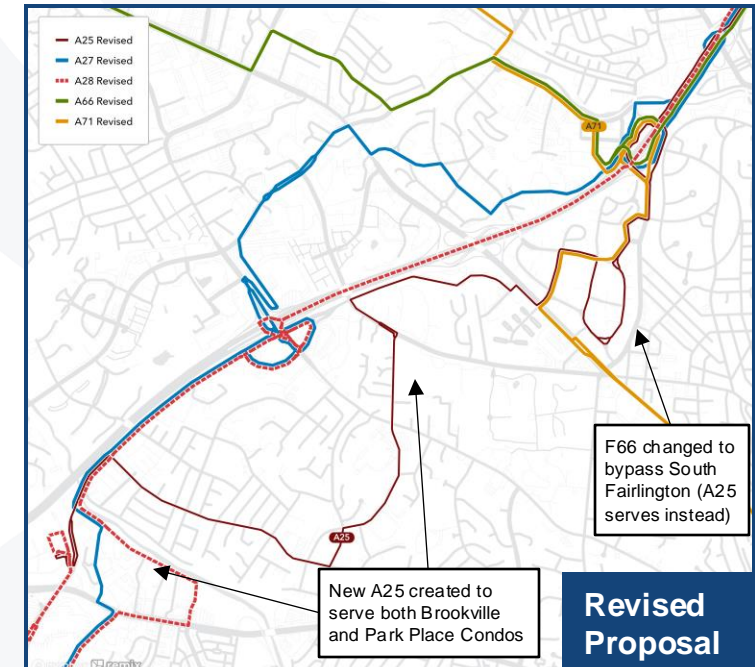 A25 Revised
A27 Revised
A28 Revised
A66 Revised
A71 Revised
A71
F66 changed to
bypass South
Fairlington (A25
serves instead)
A25
New A25 created to
serve both Brookville
and Park Place Condos
Revised
Proposal
remix